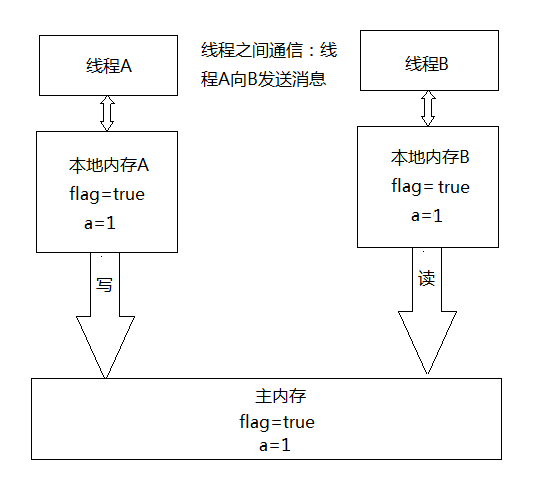 线程A
线程之间通信：线
程A向B发送消息
线程B
本地内存A
flag=true
a=1
本地内存B
flag= true
a=1
写
读
主内存
flag=true
a=1